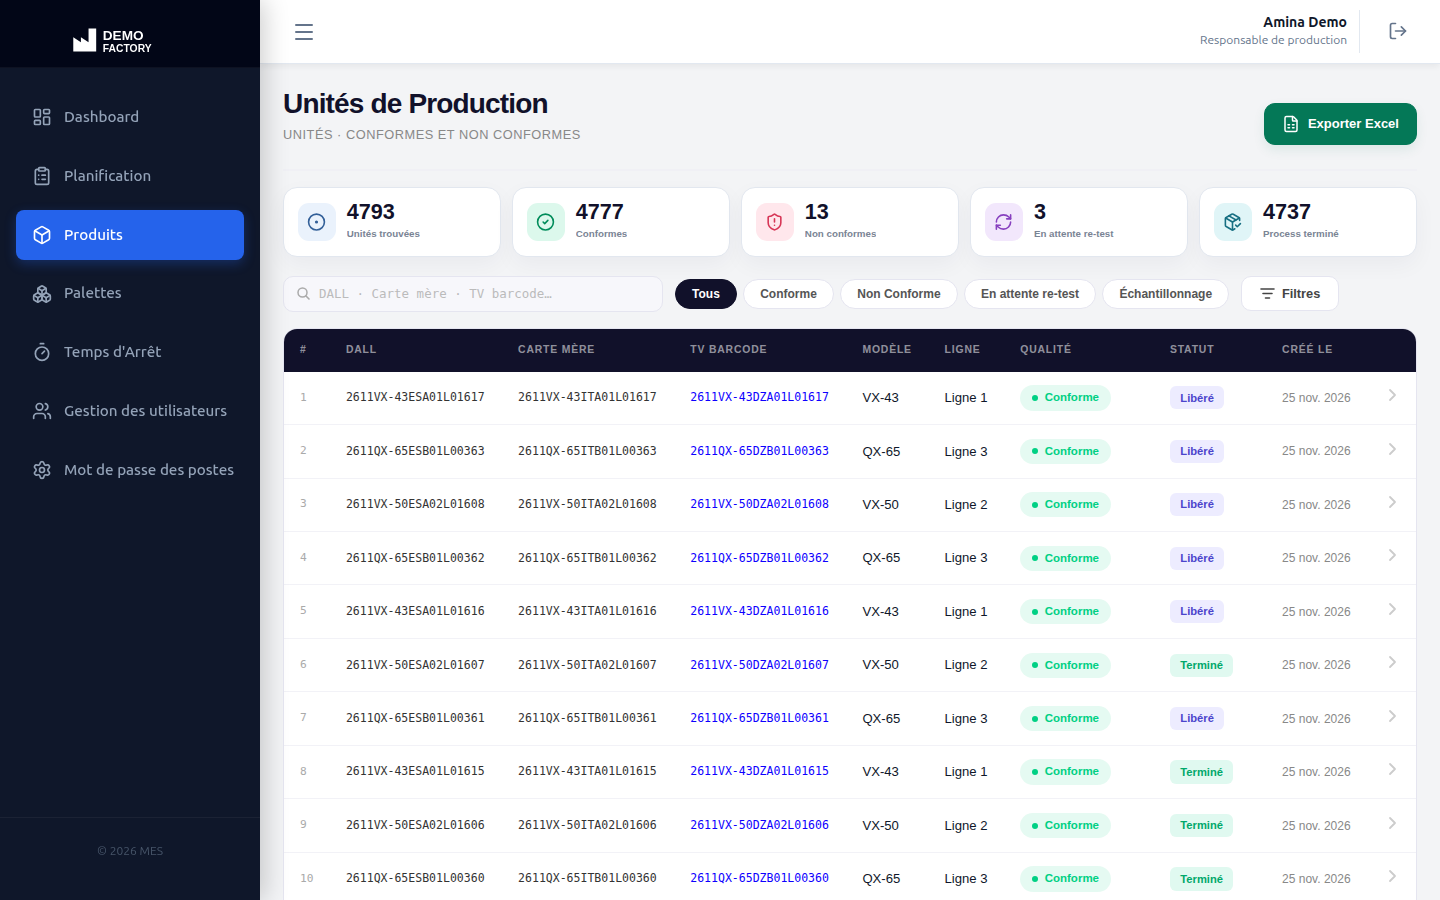 DEMO
FACTORY
Dashboard
Planification
Produits
Palettes
Temps d'Arrêt
Gestion des utilisateurs
Mot de passe des postes
© 2026 MES
Amina Demo
Responsable de production
Unités de Production
UNITÉS · CONFORMES ET NON CONFORMES
Exporter Excel
4793
Unités trouvées
4777
Conformes
13
Non conformes
3
En attente re-test
4737
Process terminé
DALL · Carte mère · TV barcode…
Tous
Conforme
Non Conforme
En attente re-test
Échantillonnage
Filtres
# DALL CARTE MÈRE TV BARCODE MODÈLE LIGNE QUALITÉ STATUT CRÉÉ LE
1 2611VX-43ESA01L01617 2611VX-43ITA01L01617 2611VX-43DZA01L01617 VX-43 Ligne 1 Conforme Libéré 25 nov. 2026
2 2611QX-65ESB01L00363 2611QX-65ITB01L00363 2611QX-65DZB01L00363 QX-65 Ligne 3 Conforme Libéré 25 nov. 2026
3 2611VX-50ESA02L01608 2611VX-50ITA02L01608 2611VX-50DZA02L01608 VX-50 Ligne 2 Conforme Libéré 25 nov. 2026
4 2611QX-65ESB01L00362 2611QX-65ITB01L00362 2611QX-65DZB01L00362 QX-65 Ligne 3 Conforme Libéré 25 nov. 2026
5 2611VX-43ESA01L01616 2611VX-43ITA01L01616 2611VX-43DZA01L01616 VX-43 Ligne 1 Conforme Libéré 25 nov. 2026
6 2611VX-50ESA02L01607 2611VX-50ITA02L01607 2611VX-50DZA02L01607 VX-50 Ligne 2 Conforme Terminé 25 nov. 2026
7 2611QX-65ESB01L00361 2611QX-65ITB01L00361 2611QX-65DZB01L00361 QX-65 Ligne 3 Conforme Libéré 25 nov. 2026
8 2611VX-43ESA01L01615 2611VX-43ITA01L01615 2611VX-43DZA01L01615 VX-43 Ligne 1 Conforme Terminé 25 nov. 2026
9 2611VX-50ESA02L01606 2611VX-50ITA02L01606 2611VX-50DZA02L01606 VX-50 Ligne 2 Conforme Terminé 25 nov. 2026
10 2611QX-65ESB01L00360 2611QX-65ITB01L00360 2611QX-65DZB01L00360 QX-65 Ligne 3 Conforme Terminé 25 nov. 2026